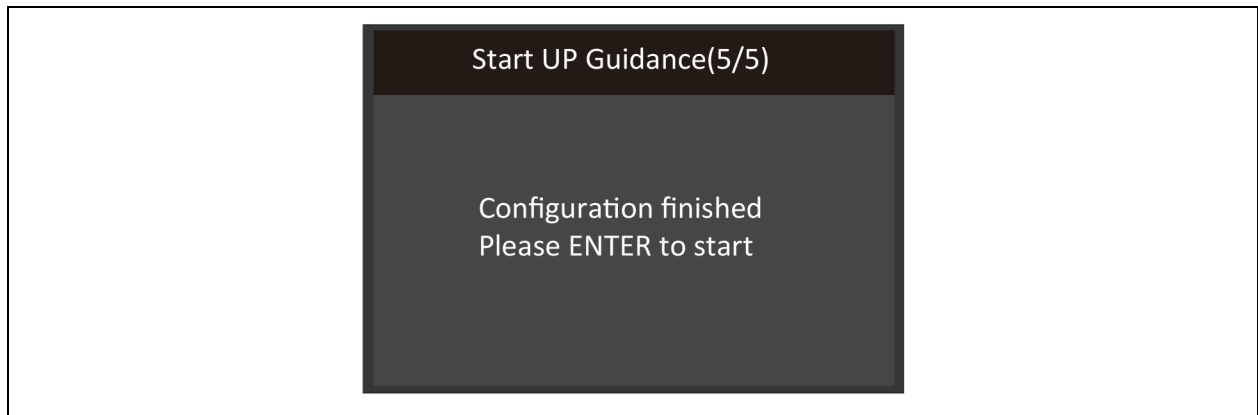 Start UP Guidance(5/5)
Configuration finished
Please ENTER to start